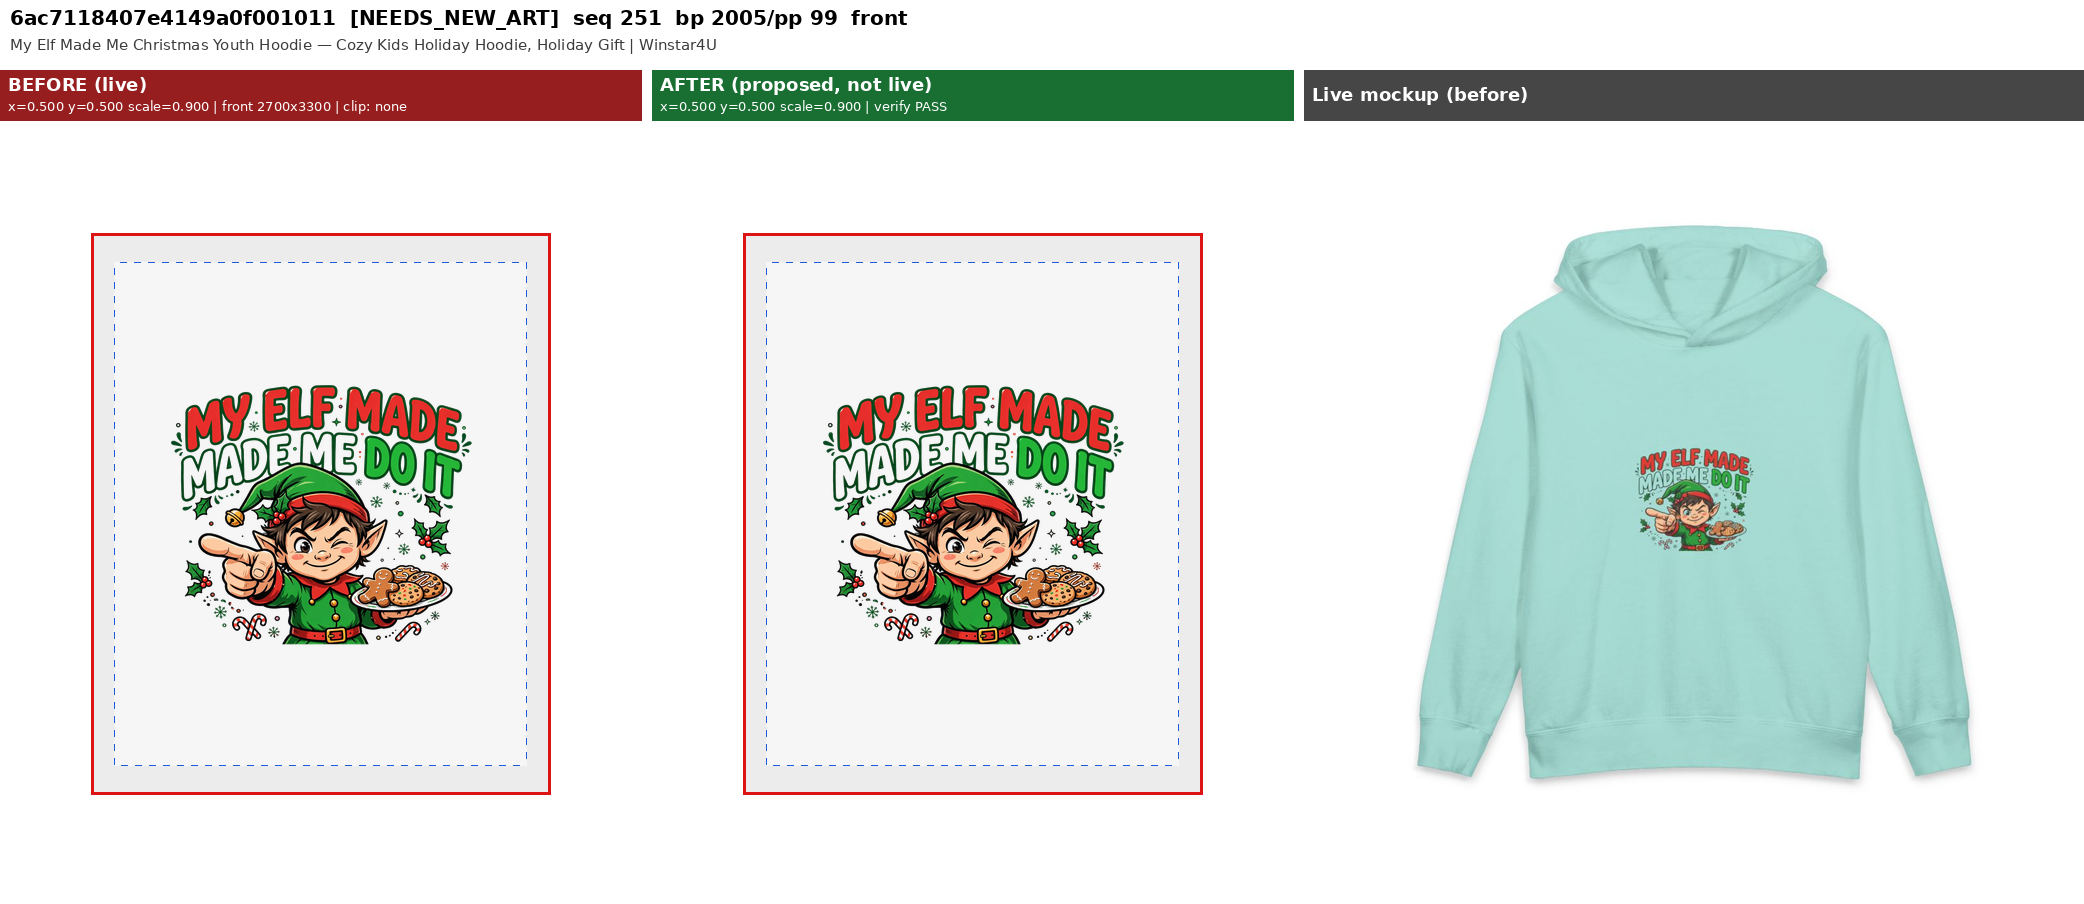 6ac7118407e4149a0f001011 [NEEDS_NEW_ART] seq 251 bp 2005/pp 99 front
My Elf Made Me Christmas Youth Hoodie — Cozy Kids Holiday Hoodie, Holiday Gift | Winstar4U
BEFORE (live)
x=0.500 y=0.500 scale=0.900 | front 2700x3300 | clip: none
AFTER (proposed, not live)
x=0.500 y=0.500 scale=0.900 | verify PASS
Live mockup (before)
MY ELF MADE
MADE ME DO IT
MY ELF MADE
MADE ME DO IT
MY ELF MADE
MADE ME DO IT